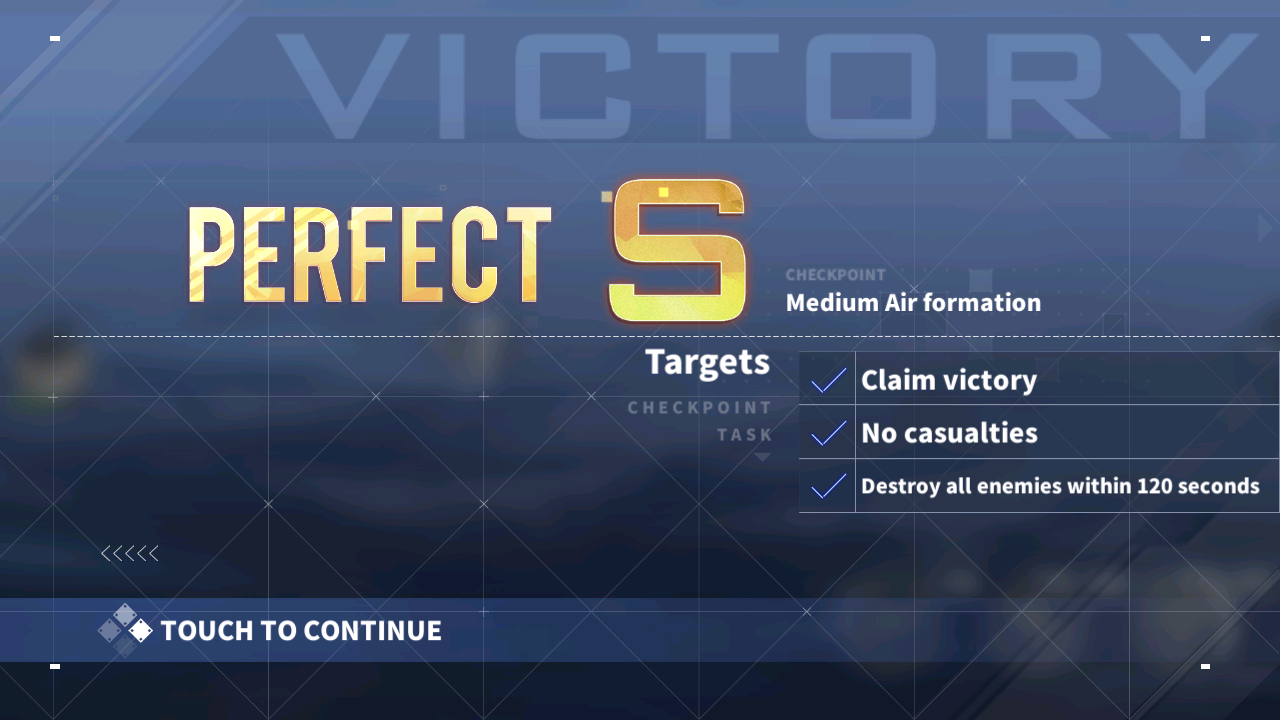 VICTORY
PERFECT S
CHECKPOINT
Medium Air formation
Targets
CHECKPOINT
TASK
Claim victory
No casualties
Destroy all enemies within 120 seconds
TOUCH TO CONTINUE